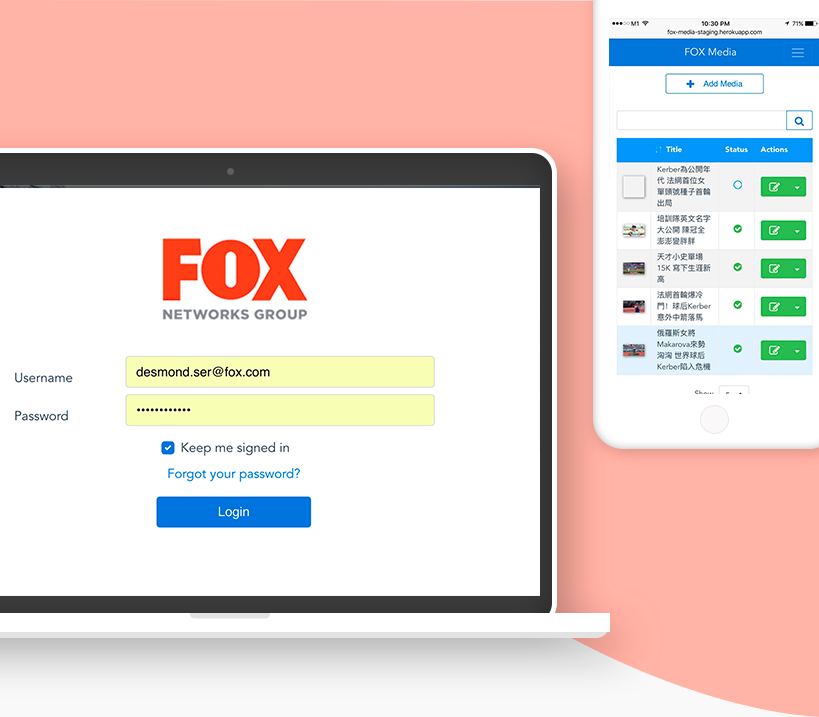 FOX
NETWORKS GROUP
Username
desmond.ser@fox.com
Password
••••••••••••
Keep me signed in
Forgot your password?
Login
M1
10:30 PM
71%
fox-media-staging.herokuapp.com
FOX Media
Add Media
Title Status Actions
Kerber為公開年
代 法網首位女
單頭號種子首輪
出局
培訓隊英文名字
大公開 陳冠全
澎澎變胖胖
天才小史單場
15K 寫下生涯新
高
法網首輪爆冷
門！球后Kerber
意外中箭落馬
俄羅斯女將
Makarova來勢
洶洶 世界球后
Kerber陷入危機
Show